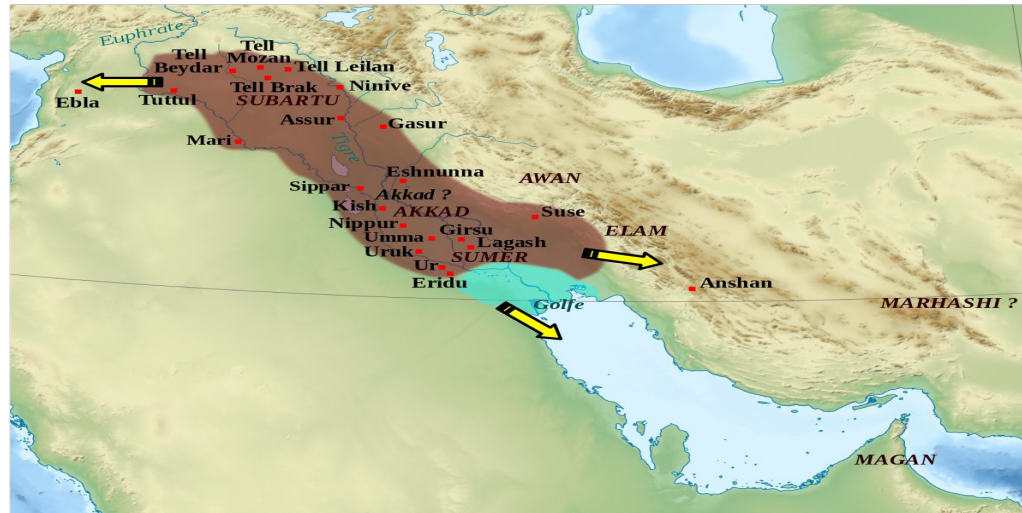 Euphrate
Tell
Beydar
Tell
Mozan
Tell Leilan
Tell Brak
Ninive
SUBARTU
Ebla
Tuttul
Assur
Gasur
Mari
Tigre
Eshnunna
AWAN
Sippar
Akkad ?
Kish
AKKAD
Suse
Nippur
Girsu
ELAM
Umma
Lagash
Uruk
SUMER
Ur
Eridu
Anshan
Golfe
MARHASHI ?
MAGAN